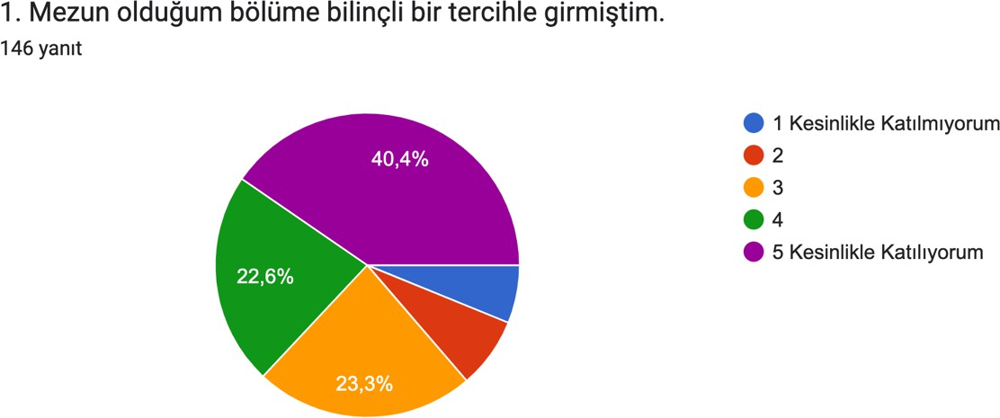 1. Mezun olduğum bölüme bilinçli bir tercihle girmiştim.
146 yanıt
1 Kesinlikle Katılmıyorum
2
3
4
5 Kesinlikle Katılıyorum
40,4%
22,6%
23,3%